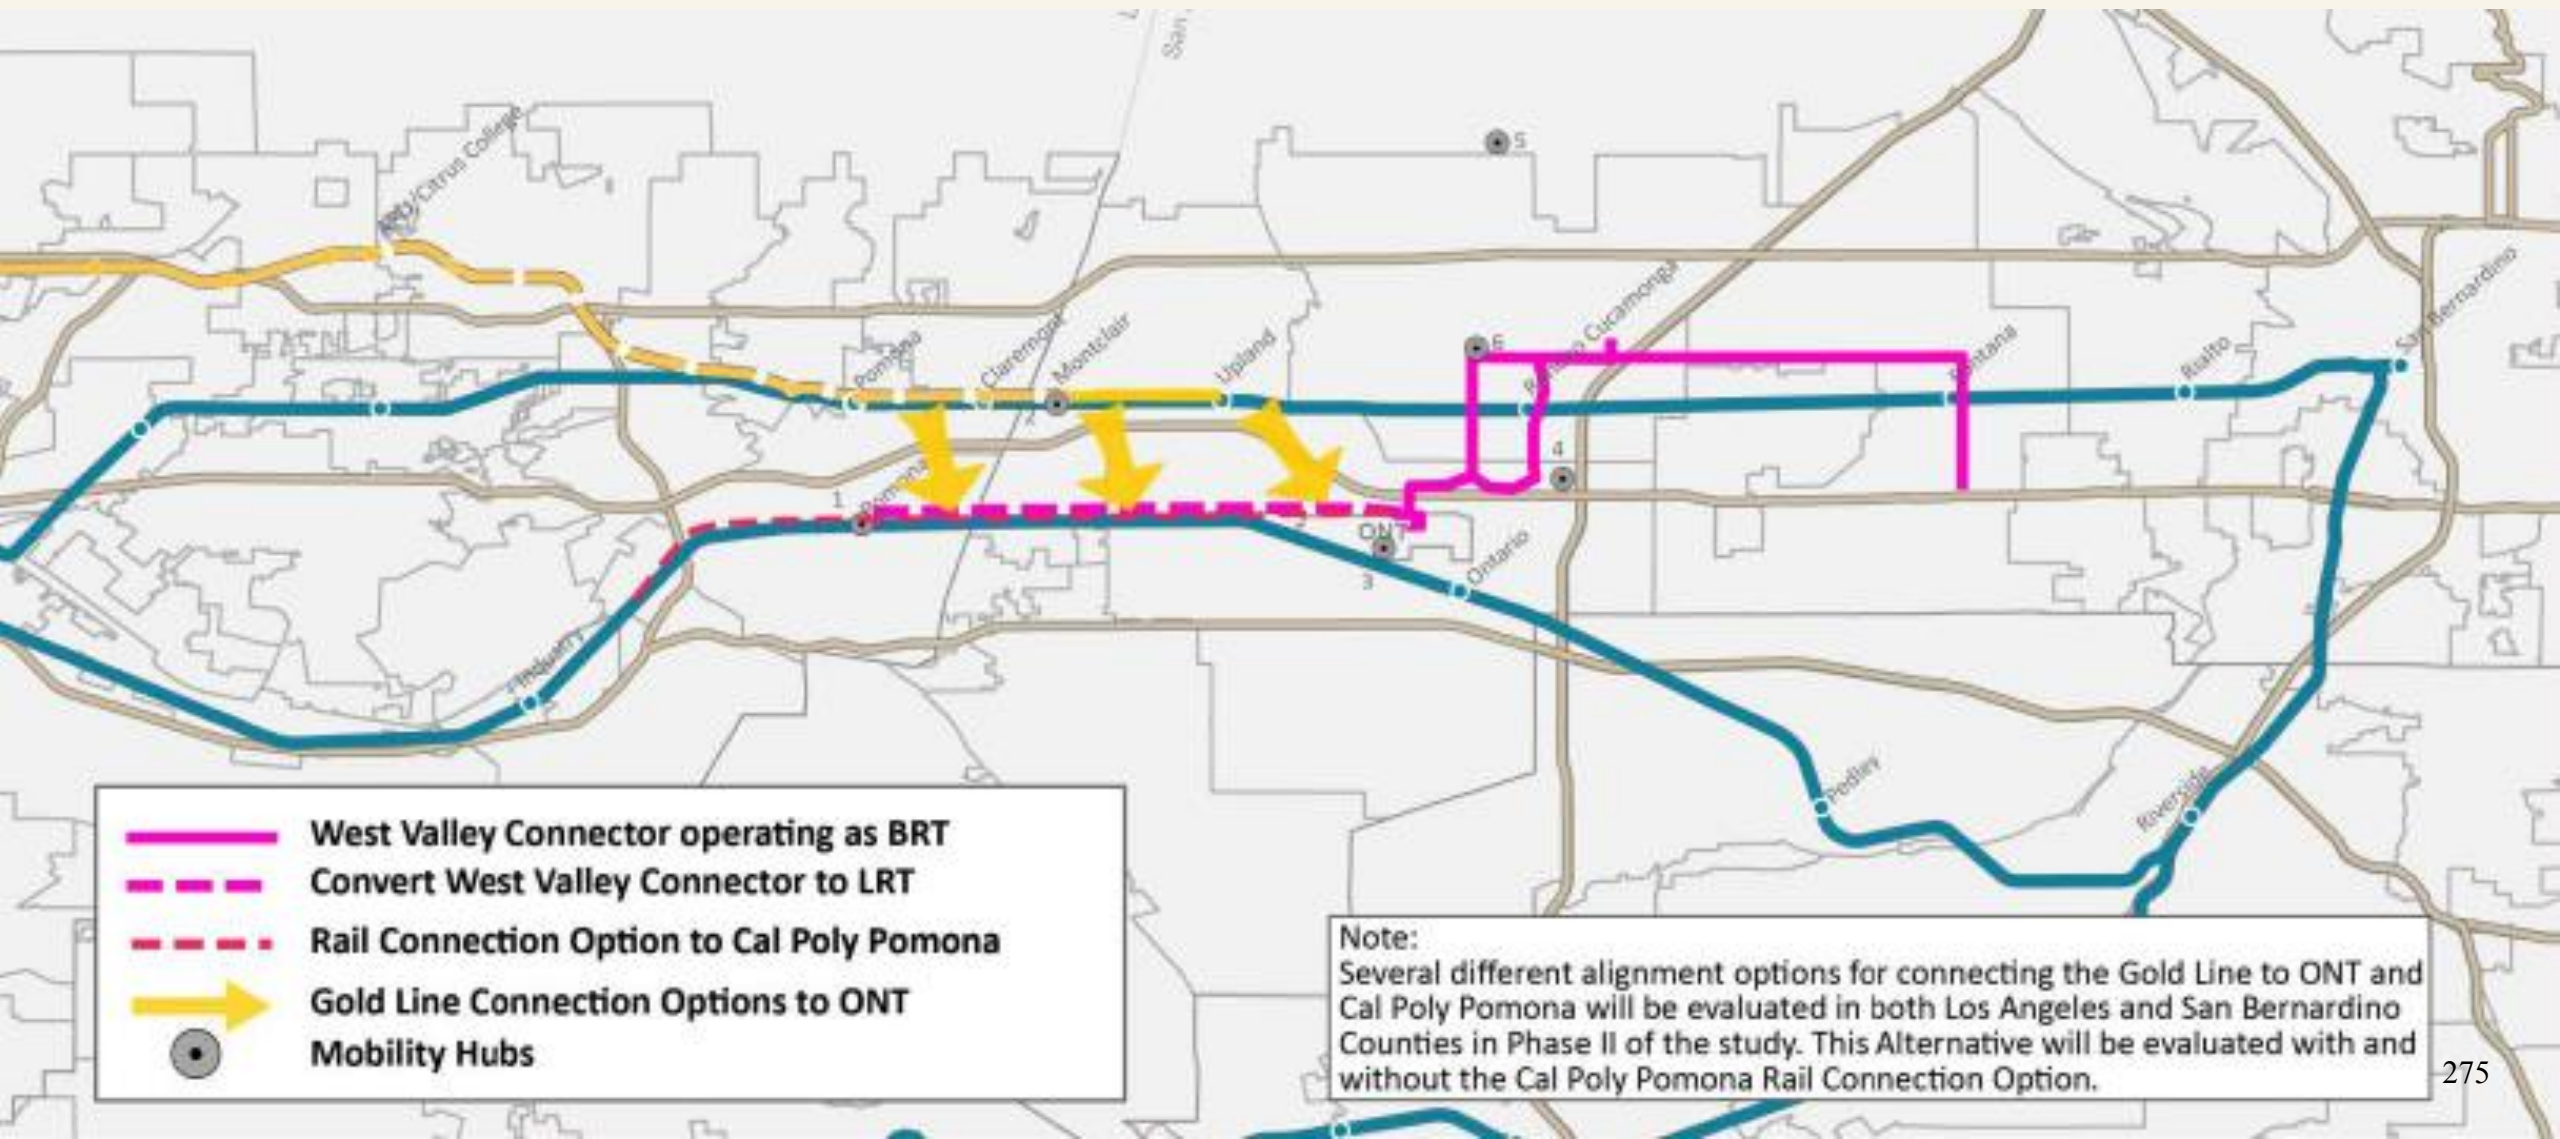 San
APU/Citrus College
5
Rancho Cucamonga
San Bernardino
Pomona
Claremont
Montclair
Upland
6
Fontana
Rialto
4
1
Pomona
2
ONT
3
Ontario
Industry
Pedley
Riverside
West Valley Connector operating as BRT
Convert West Valley Connector to LRT
Rail Connection Option to Cal Poly Pomona
Gold Line Connection Options to ONT
Mobility Hubs
Note:
Several different alignment options for connecting the Gold Line to ONT and
Cal Poly Pomona will be evaluated in both Los Angeles and San Bernardino
Counties in Phase II of the study. This Alternative will be evaluated with and
without the Cal Poly Pomona Rail Connection Option.
275